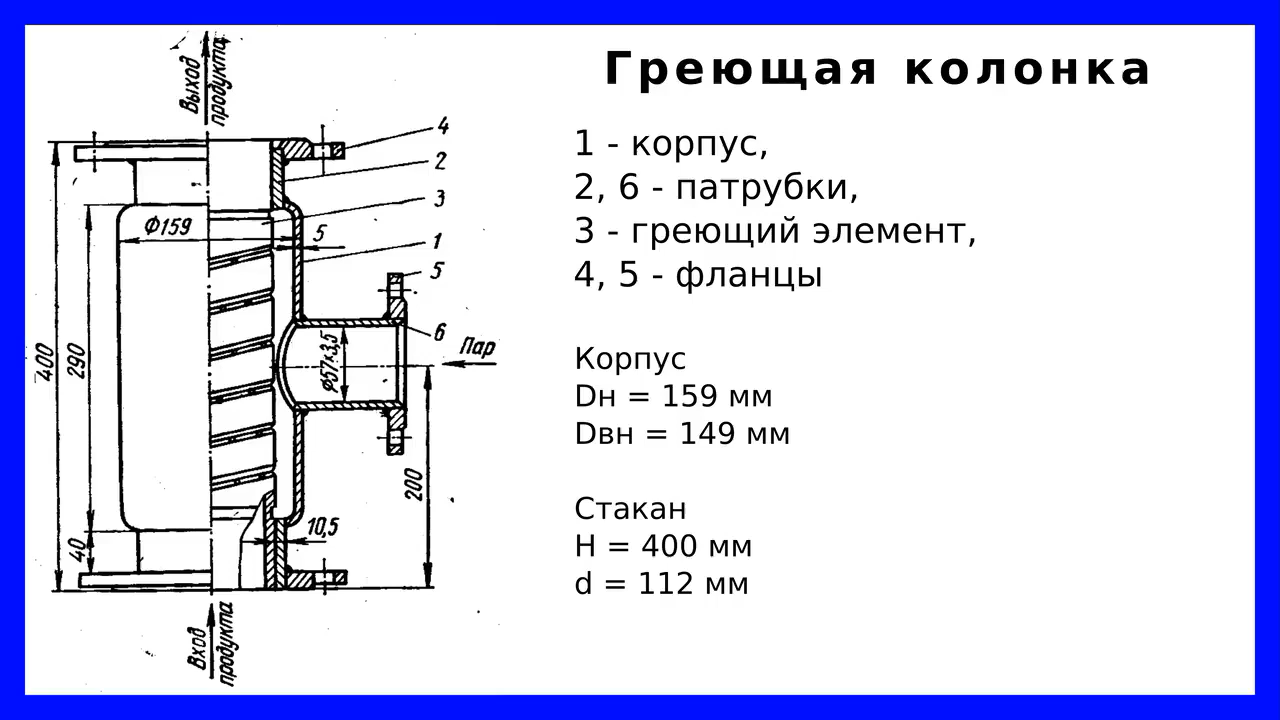 Греющая колонка
1 - корпус,
2, 6 - патрубки,
3 - греющий элемент,
4, 5 - фланцы
Корпус
Dн = 159 мм
Dвн = 149 мм
Стакан
H = 400 мм
d = 112 мм
Выход
продукта
4
2
3
1
5
6
Ф159
5
Пар
ф57×3,5
400
290
40
200
10,5
Вход
продукта